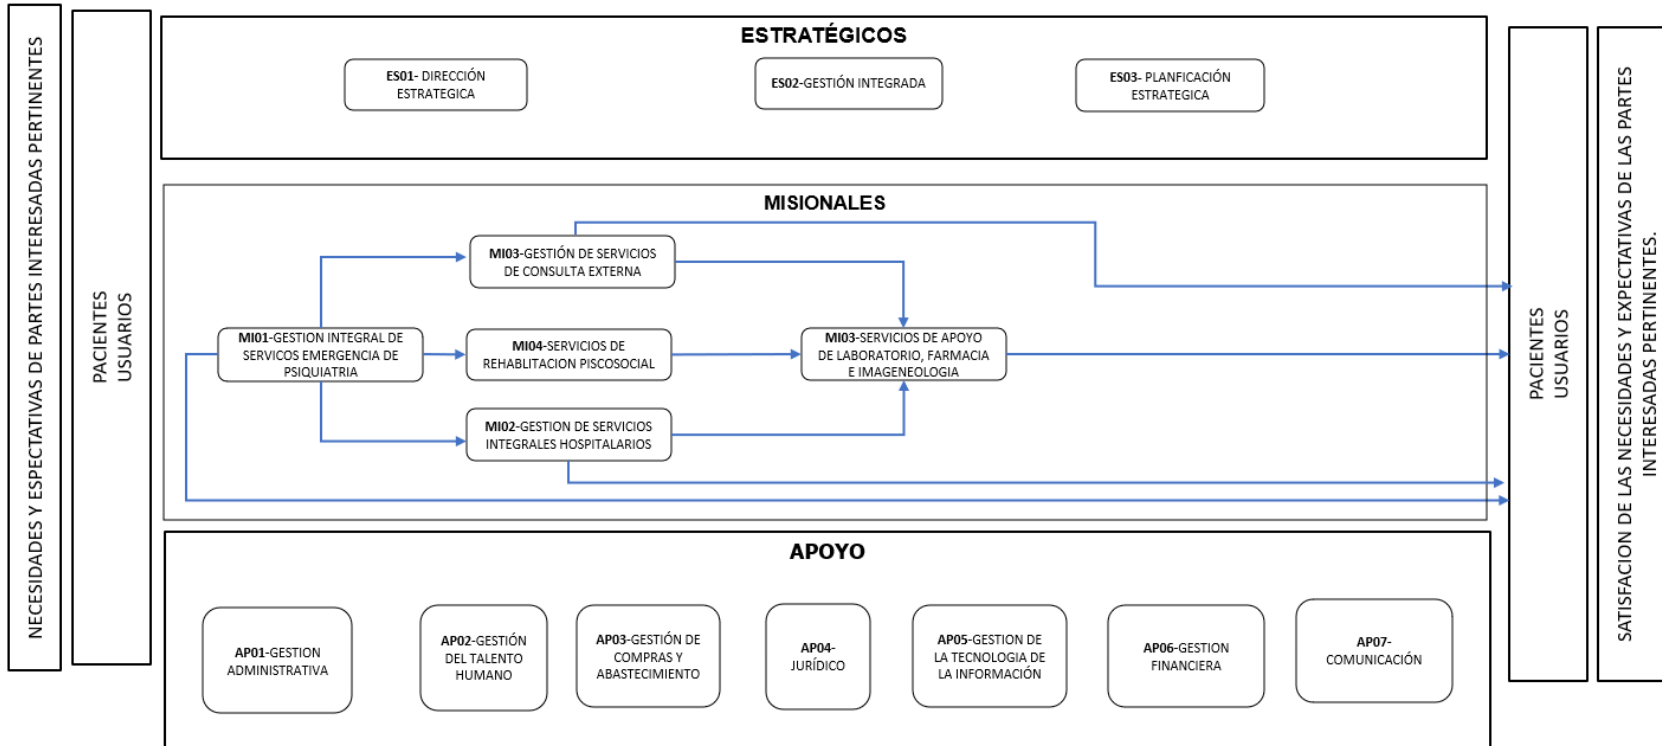 NECESIDADES Y ESPECTATIVAS DE PARTES INTERESADAS PERTINENTES
PACIENTES
USUARIOS
ESTRATÉGICOS
ES01- DIRECCIÓN
ESTRATEGICA
ES02-GESTIÓN INTEGRADA
ES03- PLANFICACIÓN
ESTRATEGICA
MISIONALES
MI03-GESTIÓN DE SERVICIOS
DE CONSULTA EXTERNA
MI01-GESTION INTEGRAL DE
SERVICOS EMERGENCIA DE
PSIQUIATRIA
MI04-SERVICIOS DE
REHABLITACION PISCOSOCIAL
MI03-SERVICIOS DE APOYO
DE LABORATORIO, FARMACIA
E IMAGENEOLOGIA
MI02-GESTION DE SERVICIOS
INTEGRALES HOSPITALARIOS
APOYO
AP01-GESTION
ADMINISTRATIVA
AP02-GESTIÓN
DEL TALENTO
HUMANO
AP03-GESTIÓN DE
COMPRAS Y
ABASTECIMIENTO
AP04-
JURÍDICO
AP05-GESTION DE
LA TECNOLOGIA DE
LA INFORMACIÓN
AP06-GESTION
FINANCIERA
AP07-
COMUNICACIÓN
PACIENTES
USUARIOS
SATISFACION DE LAS NECESIDADES Y EXPECTATIVAS DE LAS PARTES
INTERESADAS PERTINENTES.